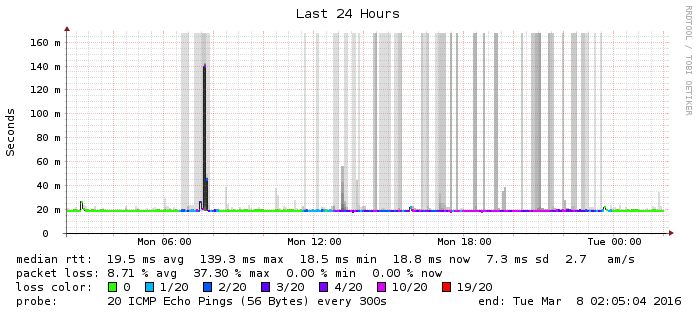 Last 24 Hours
RRDTOOL / TOBI OETIKER
Seconds
160 m
140 m
120 m
100 m
80 m
60 m
40 m
20 m
0
Mon 06:00 Mon 12:00 Mon 18:00 Tue 00:00
median rtt: 19.5 ms avg 139.3 ms max 18.5 ms min 18.8 ms now 7.3 ms sd 2.7 am/s
packet loss: 8.71 % avg 37.30 % max 0.00 % min 0.00 % now
loss color: 0 1/20 2/20 3/20 4/20 10/20 19/20
probe: 20 ICMP Echo Pings (56 Bytes) every 300s end: Tue Mar 8 02:05:04 2016